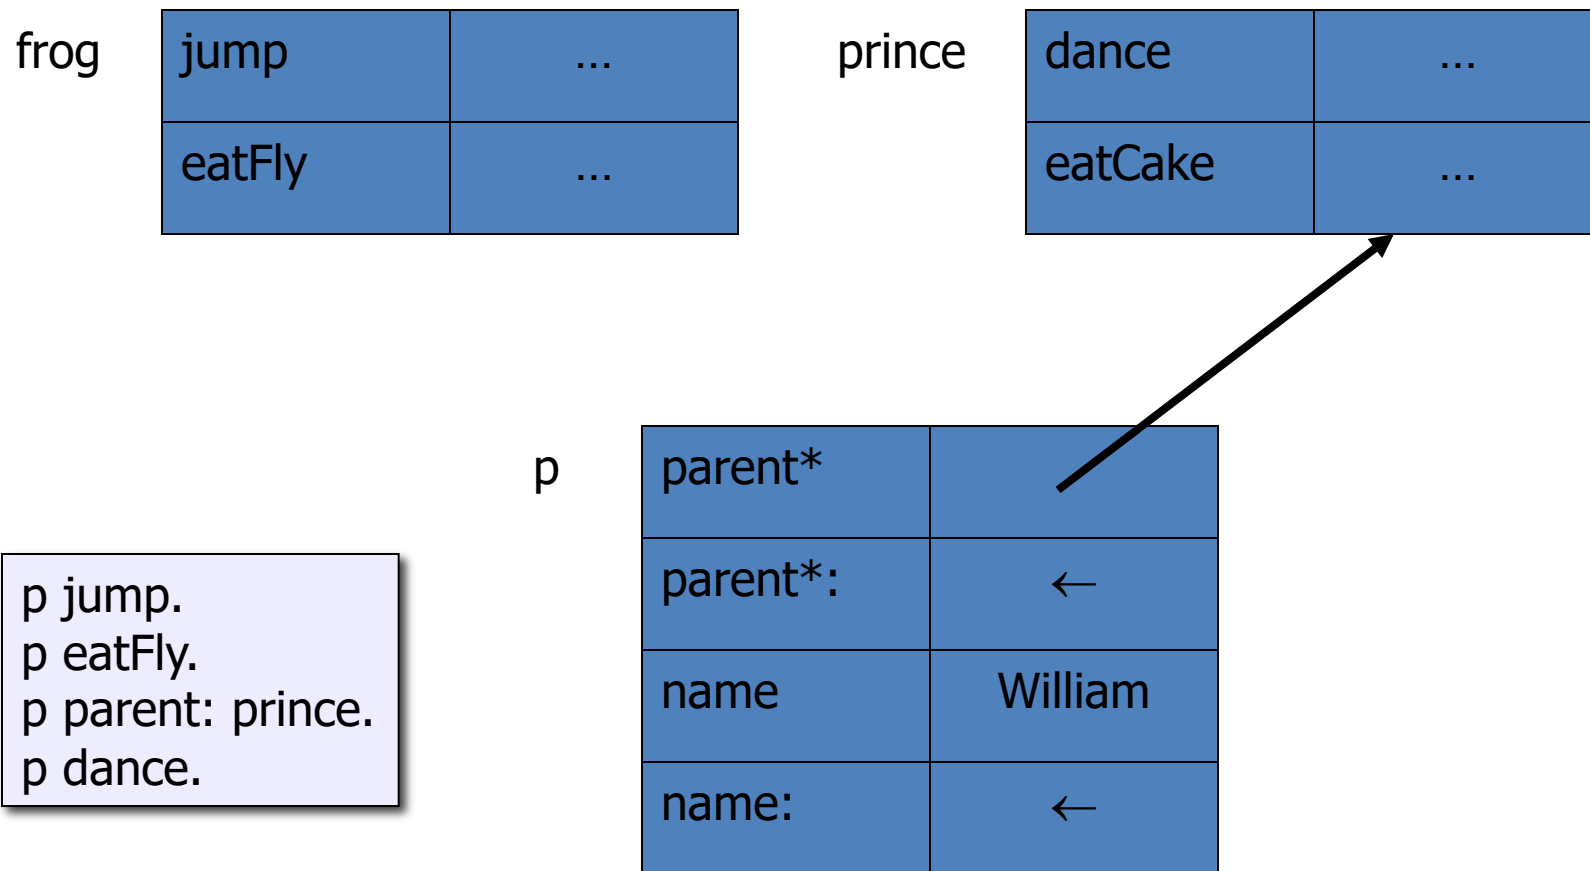 frog
jump …
eatFly …
prince
dance …
eatCake …
p
parent*
parent*: ←
name William
name: ←
p jump.
p eatFly.
p parent: prince.
p dance.